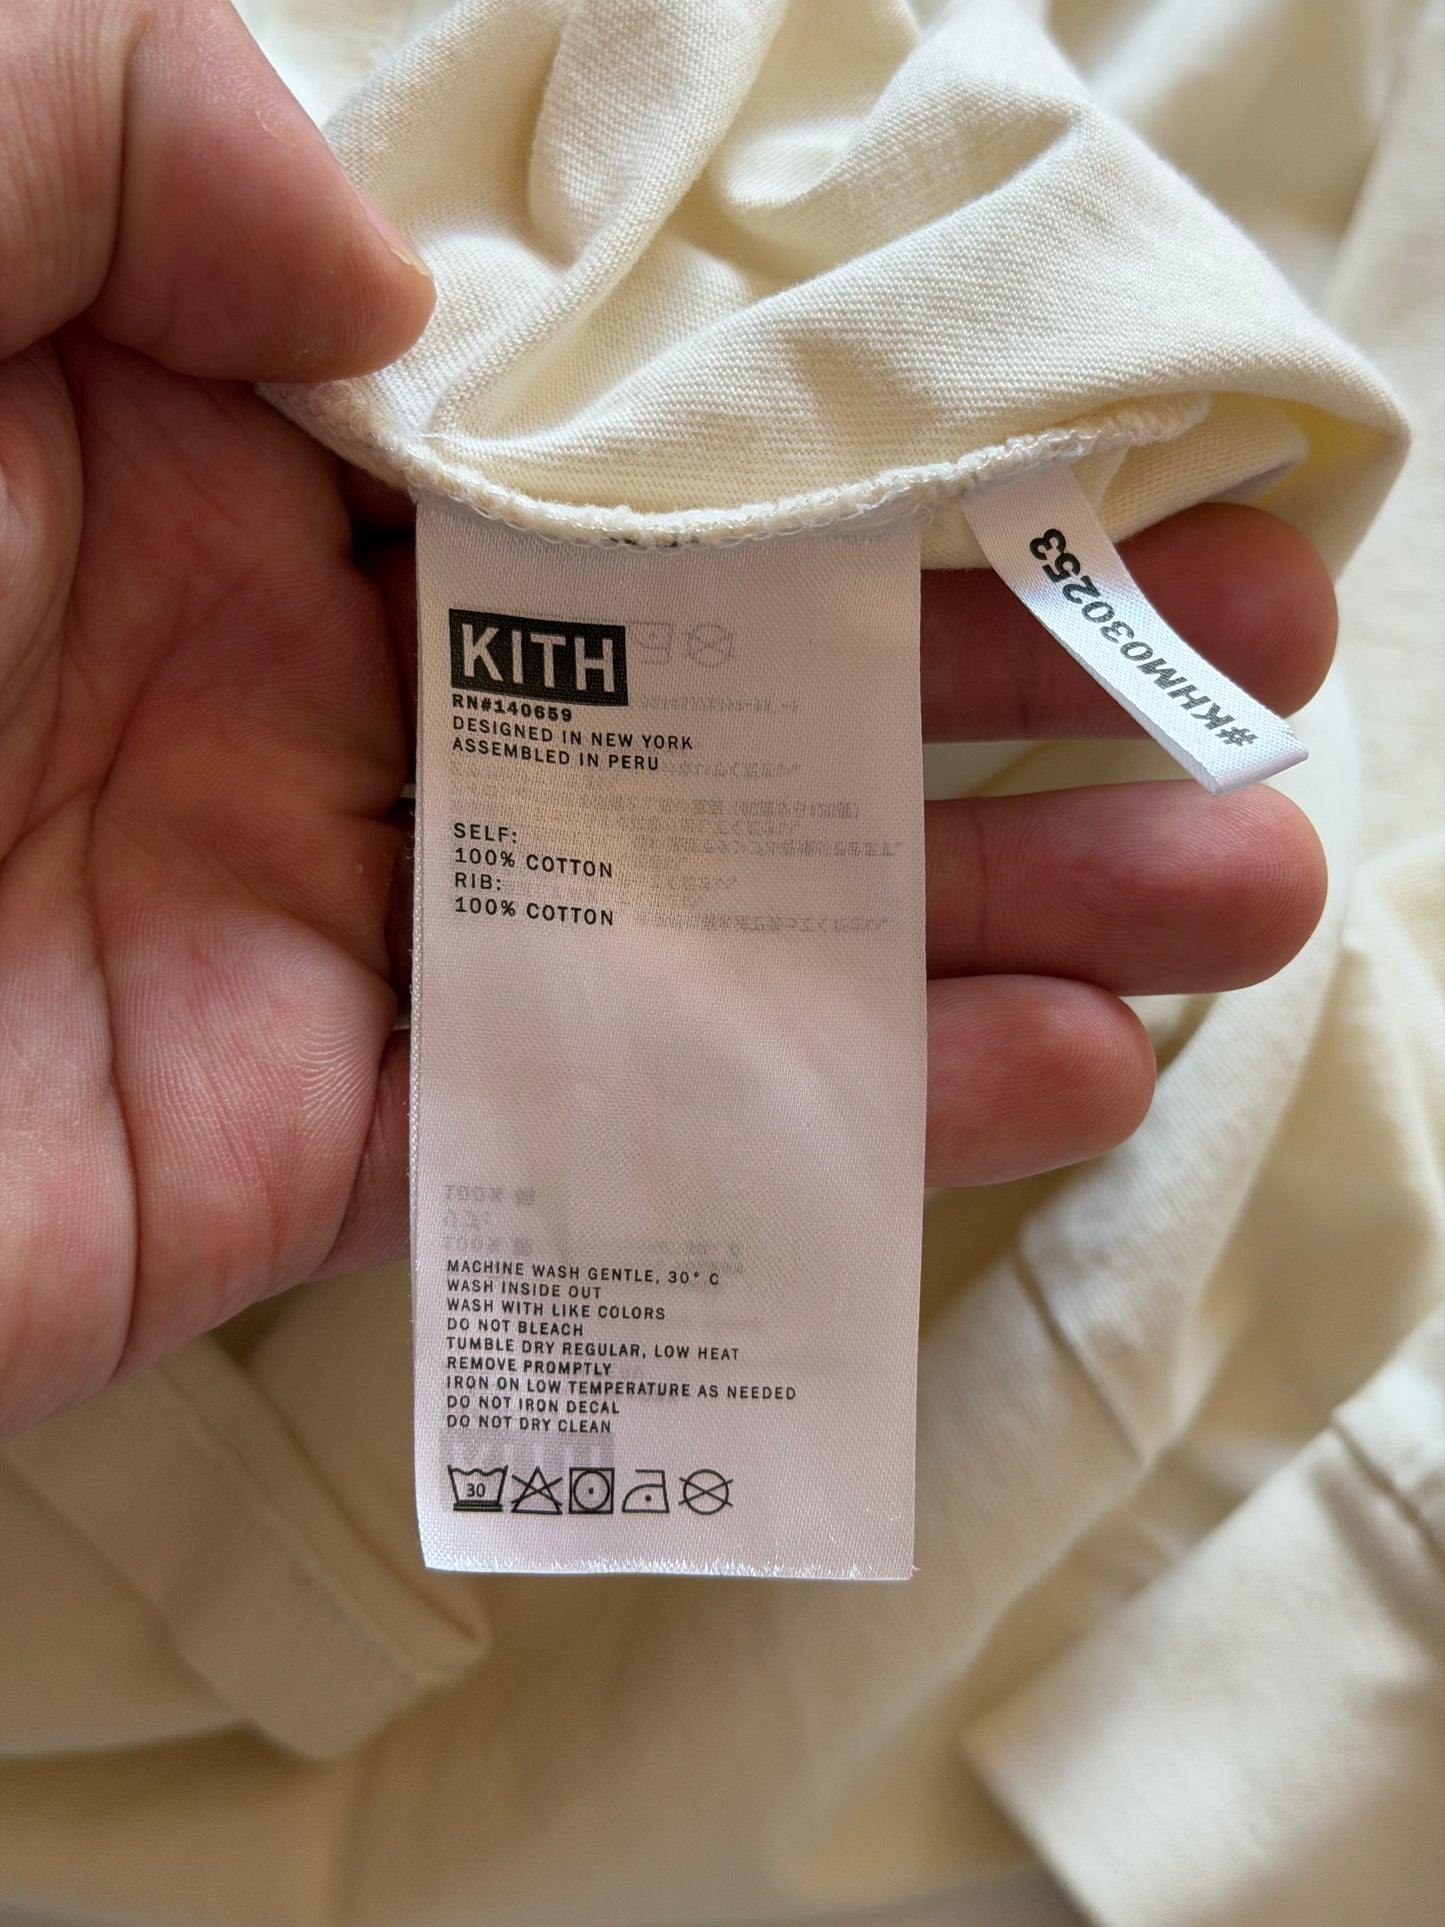 KITH
RN#140659
DESIGNED IN NEW YORK
ASSEMBLED IN PERU
SELF:
100% COTTON
RIB:
100% COTTON
MACHINE WASH GENTLE, 30° C
WASH INSIDE OUT
WASH WITH LIKE COLORS
DO NOT BLEACH
TUMBLE DRY REGULAR, LOW HEAT
REMOVE PROMPTLY
IRON ON LOW TEMPERATURE AS NEEDED
DO NOT IRON DECAL
DO NOT DRY CLEAN
30
#KHM030253